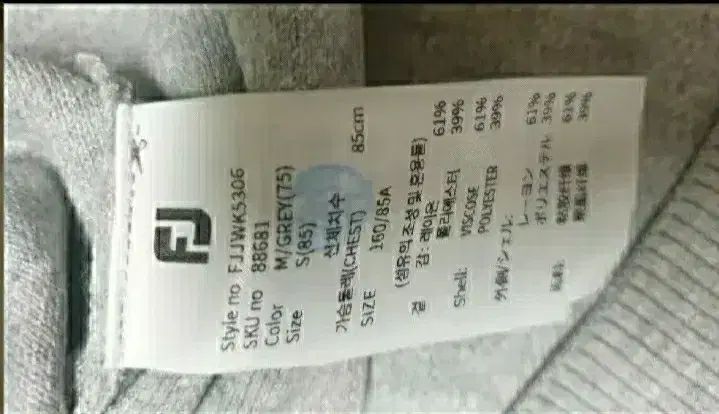 FJ
Style no FJJWK5306
SKU no 88681
Color M/GREY(75)
Size S(85)
신체치수
가슴둘레(CHEST) 85cm
SIZE 160/85A
(섬유의 조성 및 혼용률)
겉 감: 레이온 61%
폴리에스터 39%
Shell: VISCOSE 61%
POLYESTER 39%
外側/シェル: レーヨン 61%
ポリエステル 39%
61%
39%